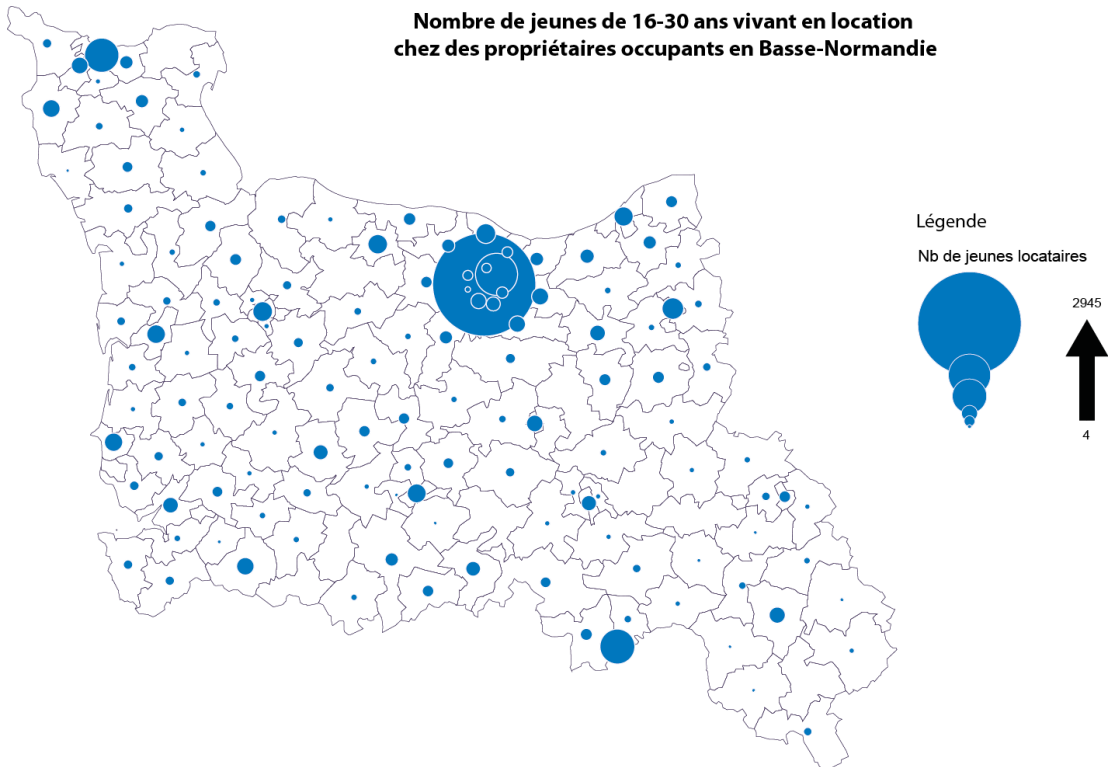 Nombre de jeunes de 16-30 ans vivant en location
chez des propriétaires occupants en Basse-Normandie
Légende
Nb de jeunes locataires
2945
4